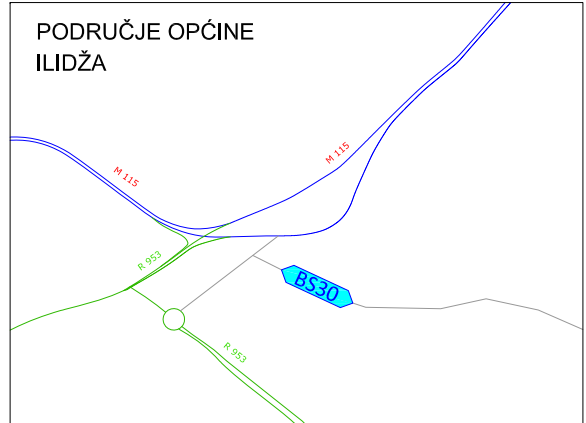 PODRUČJE OPĆINE
ILIDŽA
M 115
M 115
R 953
BS30
R 953